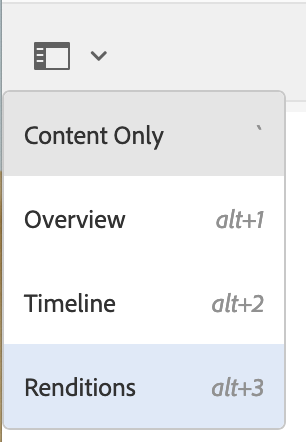 Content Only `
Overview alt+1
Timeline alt+2
Renditions alt+3